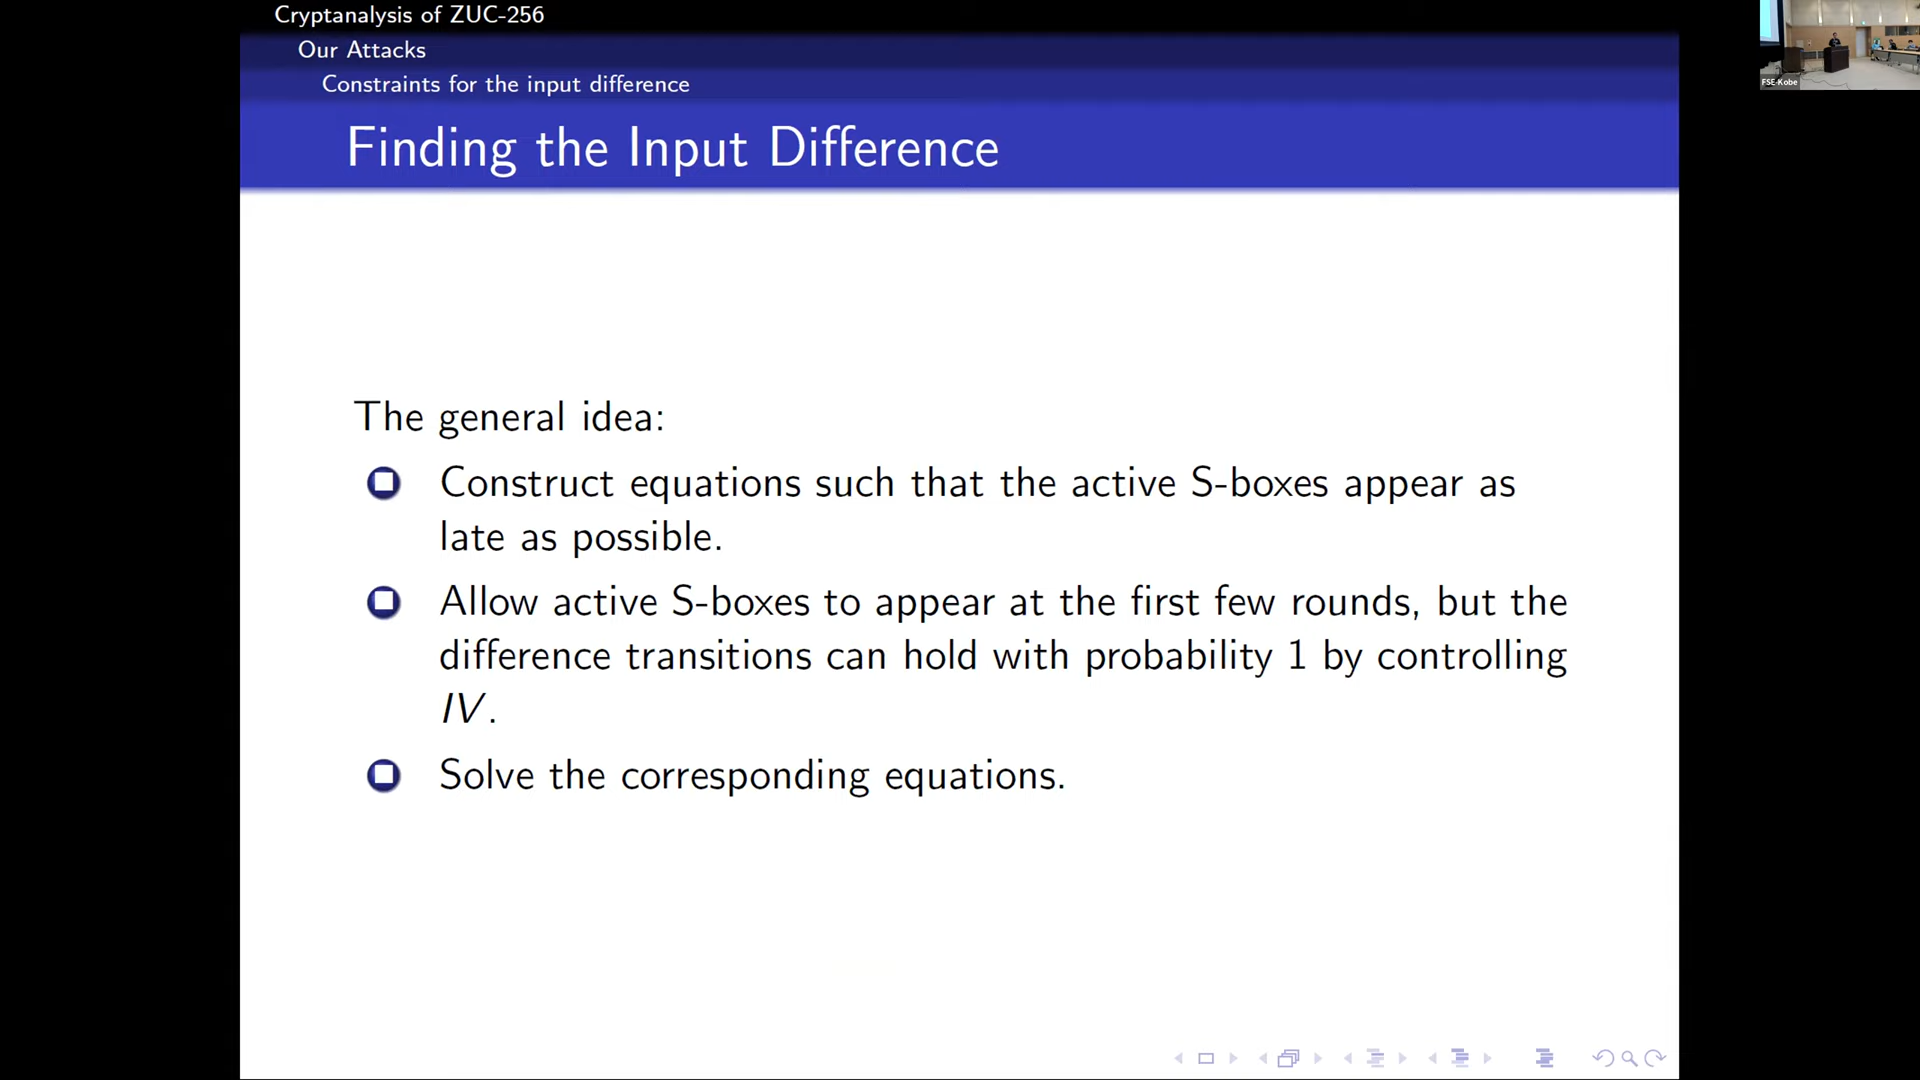 Cryptanalysis of ZUC-256
Our Attacks
Constraints for the input difference
Finding the Input Difference
FSE-Kobe
The general idea:
Construct equations such that the active S-boxes appear as
late as possible.
Allow active S-boxes to appear at the first few rounds, but the
difference transitions can hold with probability 1 by controlling
IV.
Solve the corresponding equations.